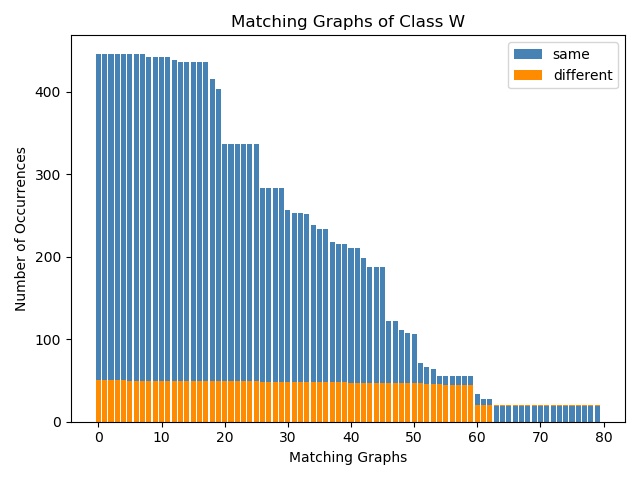 Matching Graphs of Class W
same
different
Number of Occurrences
400
300
200
100
0
0 10 20 30 40 50 60 70 80
Matching Graphs